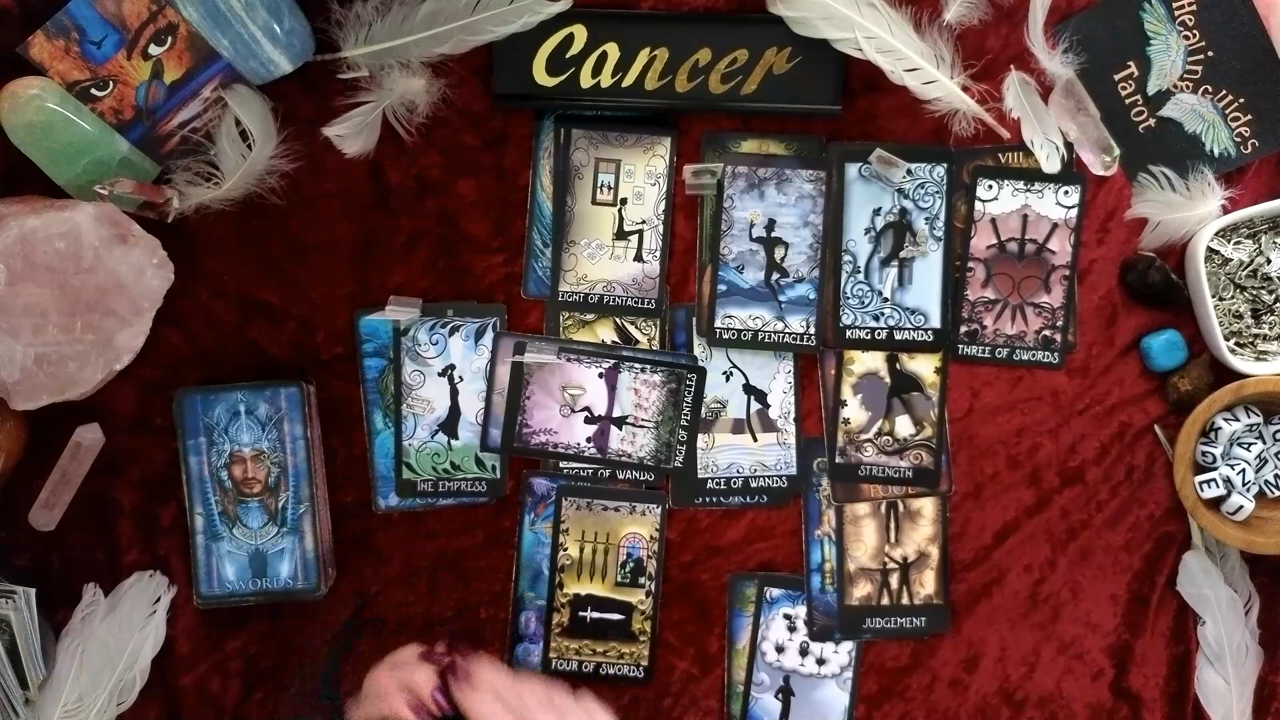 Cancer
Healing guides
Tarot
VIII
EIGHT OF PENTACLES
TWO OF PENTACLES
KING OF WANDS
THREE OF SWORDS
THE EMPRESS
PAGE OF PENTACLES
EIGHT OF WANDS
ACE OF WANDS
SWORDS
STRENGTH
FOOL
K
SWORDS
FOUR OF SWORDS
JUDGEMENT